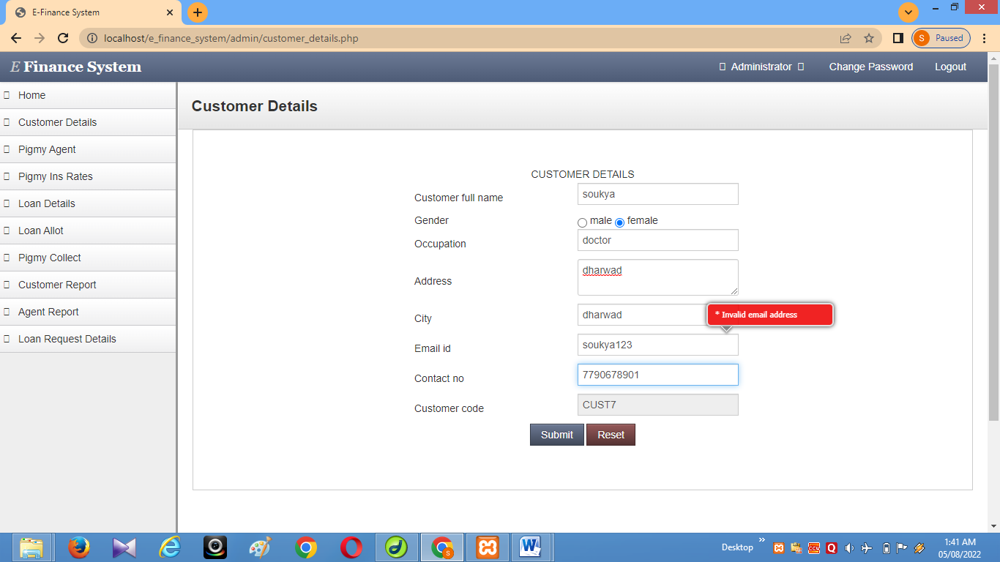 E-Finance System
localhost/e_finance_system/admin/customer_details.php
S Paused
E Finance System
Administrator
Change Password
Logout
Home
Customer Details
Pigmy Agent
Pigmy Ins Rates
Loan Details
Loan Allot
Pigmy Collect
Customer Report
Agent Report
Loan Request Details
Customer Details
CUSTOMER DETAILS
Customer full name soukya
Gender male female
Occupation doctor
Address dharwad
City dharwad
* Invalid email address
Email id soukya123
Contact no 7790678901
Customer code CUST7
Submit Reset
Desktop
1:41 AM
05/08/2022